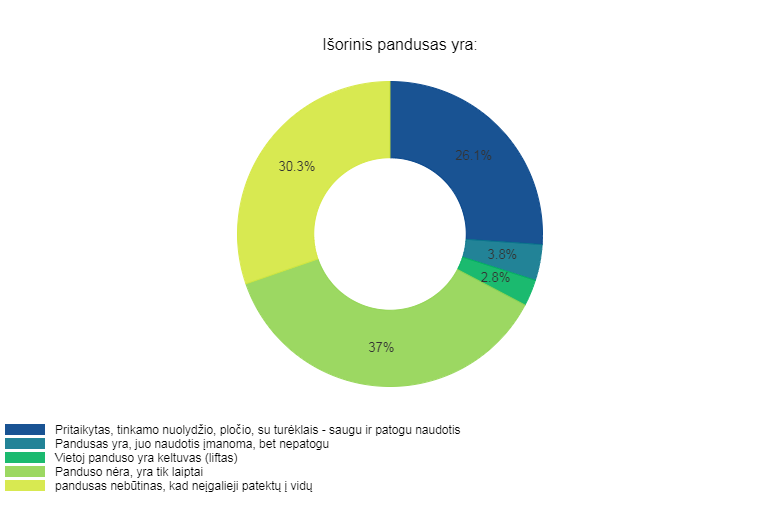 Išorinis pandusas yra:
26.1%
30.3%
3.8%
2.8%
37%
Pritaikytas, tinkamo nuolydžio, pločio, su turėklais - saugu ir patogu naudotis
Pandusas yra, juo naudotis įmanoma, bet nepatogu
Vietoj panduso yra keltuvas (liftas)
Panduso nėra, yra tik laiptai
pandusas nebūtinas, kad neįgalieji patektų į vidų